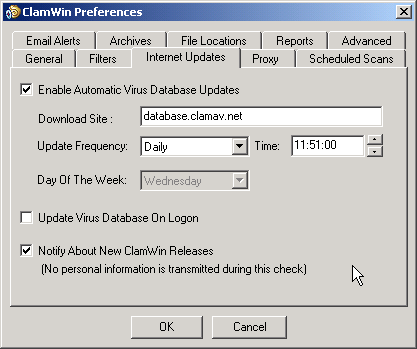 ClamWin Preferences
Email Alerts Archives File Locations Reports Advanced
General Filters Internet Updates Proxy Scheduled Scans
Enable Automatic Virus Database Updates
Download Site : database.clamav.net
Update Frequency: Daily Time: 11:51:00
Day Of The Week: Wednesday
Update Virus Database On Logon
Notify About New ClamWin Releases
(No personal information is transmitted during this check)
OK Cancel